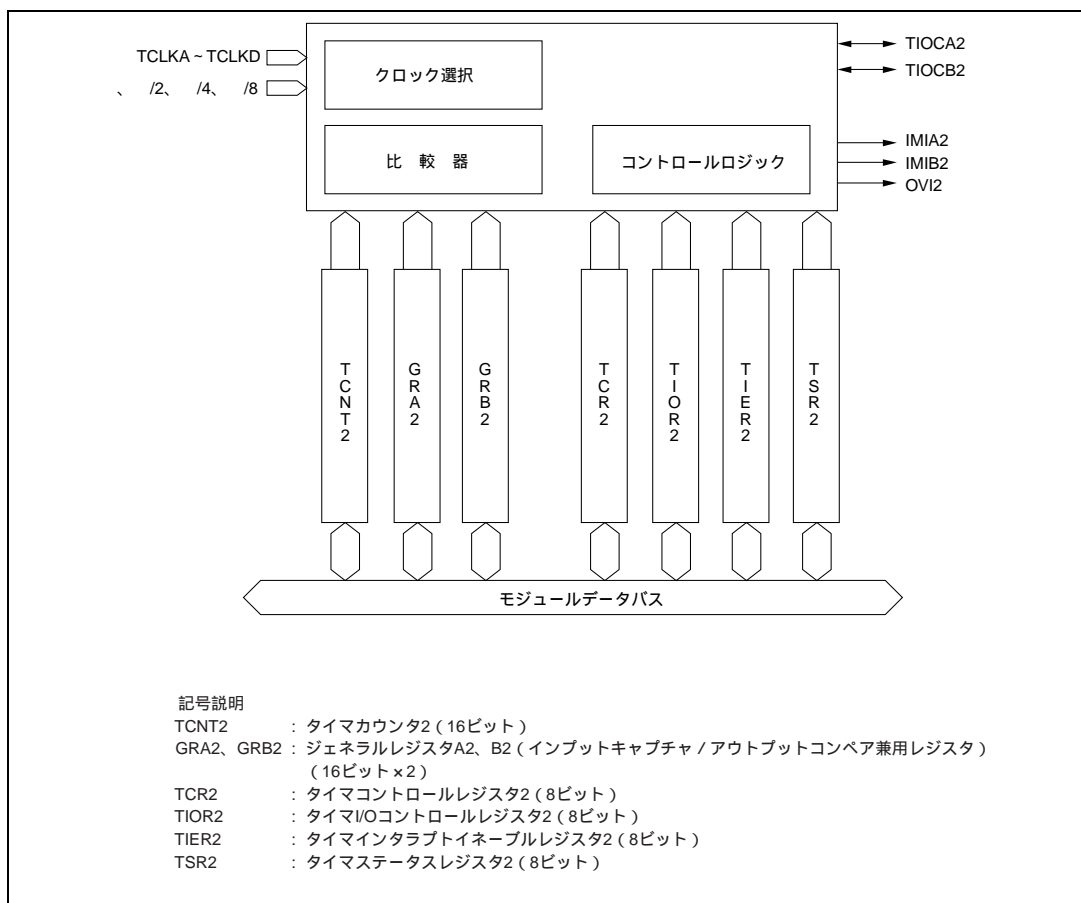 TCLKA ~ TCLKD
、 /2、 /4、 /8
クロック選択
比 較 器
コントロールロジック
TIOCA2
TIOCB2
IMIA2
IMIB2
OVI2
TCNT2
GRA2
GRB2
TCR2
TIOR2
TIER2
TSR2
モジュールデータバス
記号説明
TCNT2 : タイマカウンタ2(16ビット)
GRA2、GRB2 : ジェネラルレジスタA2、B2(インプットキャプチャ / アウトプットコンペア兼用レジスタ)
(16ビット×2)
TCR2 : タイマコントロールレジスタ2(8ビット)
TIOR2 : タイマI/Oコントロールレジスタ2(8ビット)
TIER2 : タイマインタラプトイネーブルレジスタ2(8ビット)
TSR2 : タイマステータスレジスタ2(8ビット)